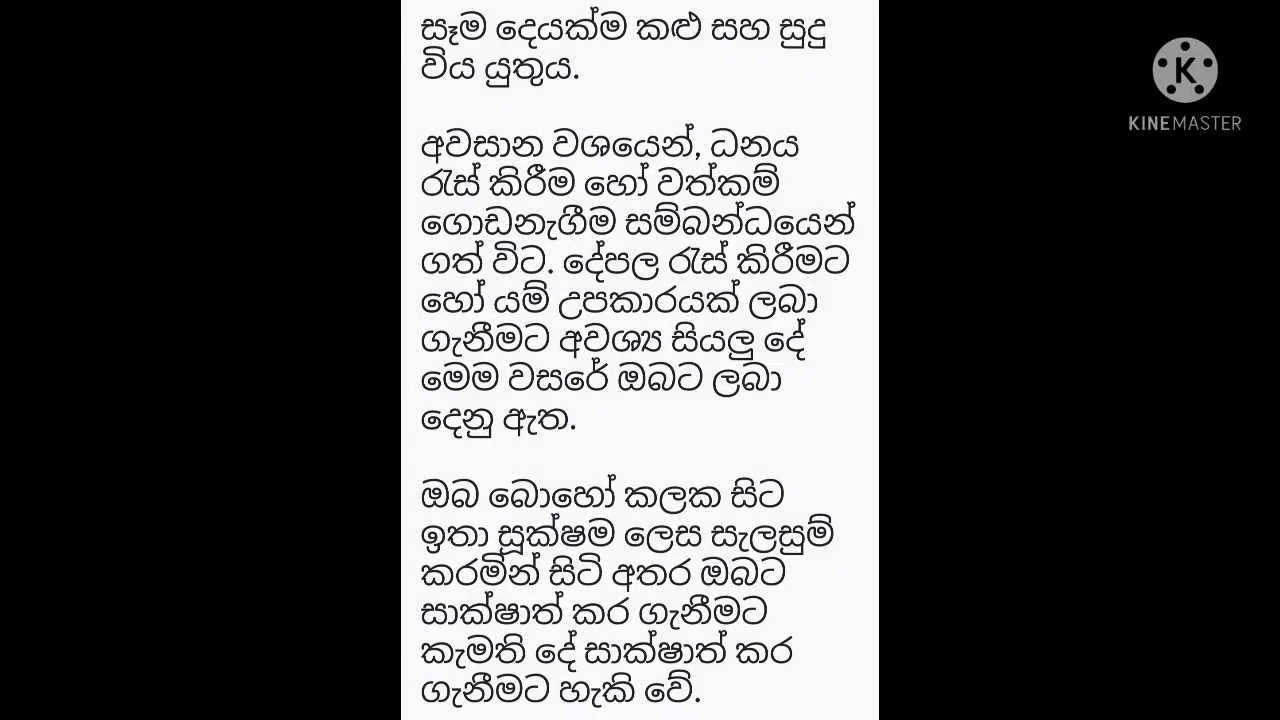 සෑම දෙයක්ම කළු සහ සුදු
විය යුතුය.
අවසාන වශයෙන්, ධනය
රැස් කිරීම හෝ වත්කම්
ගොඩනැගීම සම්බන්ධයෙන්
ගත් විට. දේපල රැස් කිරීමට
හෝ යම් උපකාරයක් ලබා
ගැනීමට අවශ්‍ය සියලු දේ
මෙම වසරේ ඔබට ලබා
දෙනු ඇත.
ඔබ බොහෝ කලක සිට
ඉතා සූක්ෂම ලෙස සැලසුම්
කරමින් සිටි අතර ඔබට
සාක්ෂාත් කර ගැනීමට
කැමති දේ සාක්ෂාත් කර
ගැනීමට හැකි වේ.
K
KINEMASTER